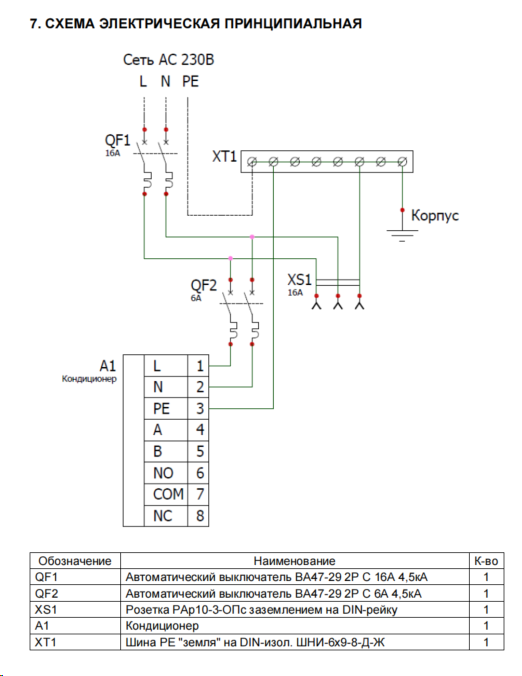 7. СХЕМА ЭЛЕКТРИЧЕСКАЯ ПРИНЦИПИАЛЬНАЯ
Сеть AC 230В
L N PE
QF1
16А
XT1
Корпус
QF2
6А
XS1
16А
A1
Кондиционер
L 1
N 2
PE 3
A 4
B 5
NO 6
COM 7
NC 8
Обозначение Наименование К-во
QF1 Автоматический выключатель ВА47-29 2Р С 16А 4,5кА 1
QF2 Автоматический выключатель ВА47-29 2Р С 6А 4,5кА 1
XS1 Розетка РАр10-3-ОПс заземлением на DIN-рейку 1
A1 Кондиционер 1
XT1 Шина PE "земля" на DIN-изол. ШНИ-6х9-8-Д-Ж 1